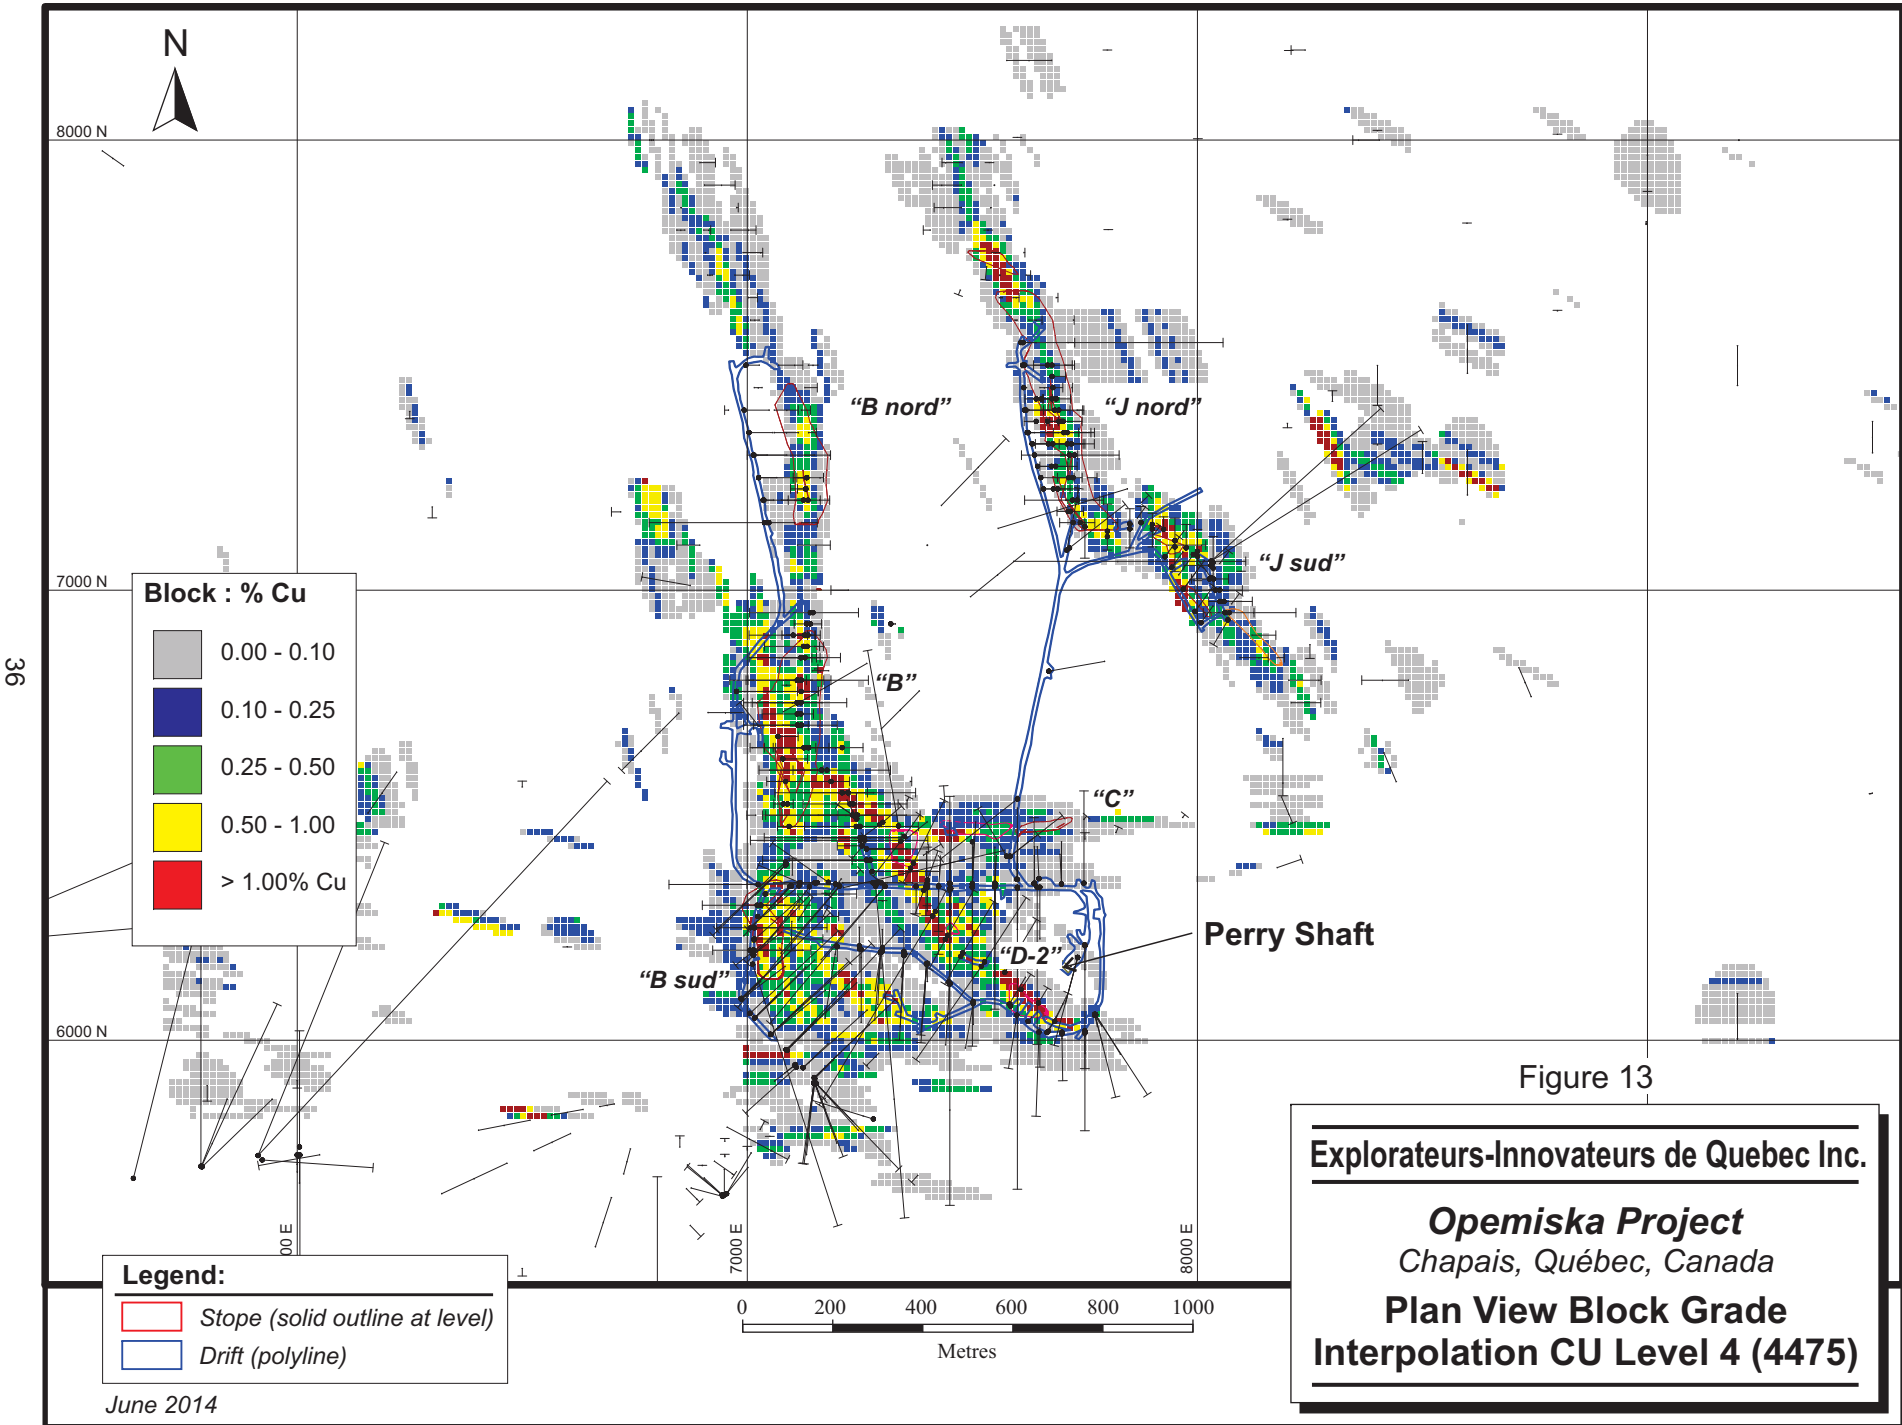 N
8000 N
"B nord"
"J nord"
"J sud"
7000 N
Block : % Cu
0.00 - 0.10
0.10 - 0.25
0.25 - 0.50
0.50 - 1.00
> 1.00% Cu
36
"B"
"C"
Perry Shaft
"D-2"
"B sud"
6000 N
00 E
7000 E
8000 E
Figure 13
Explorateurs-Innovateurs de Quebec Inc.
Opemiska Project
Chapais, Québec, Canada
Plan View Block Grade
Interpolation CU Level 4 (4475)
Legend:
Stope (solid outline at level)
Drift (polyline)
0 200 400 600 800 1000
Metres
June 2014